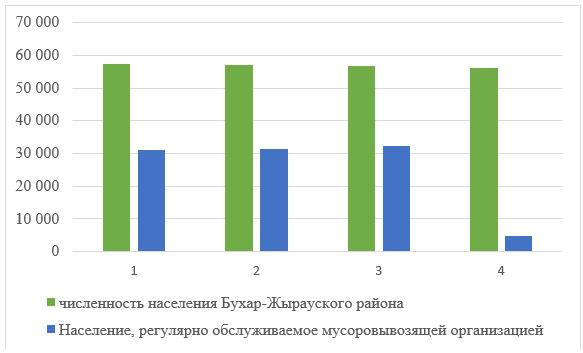 70 000
60 000
50 000
40 000
30 000
20 000
10 000
0
1 2 3 4
численность населения Бухар-Жырауского района
Население, регулярно обслуживаемое мусоровывозящей организацией